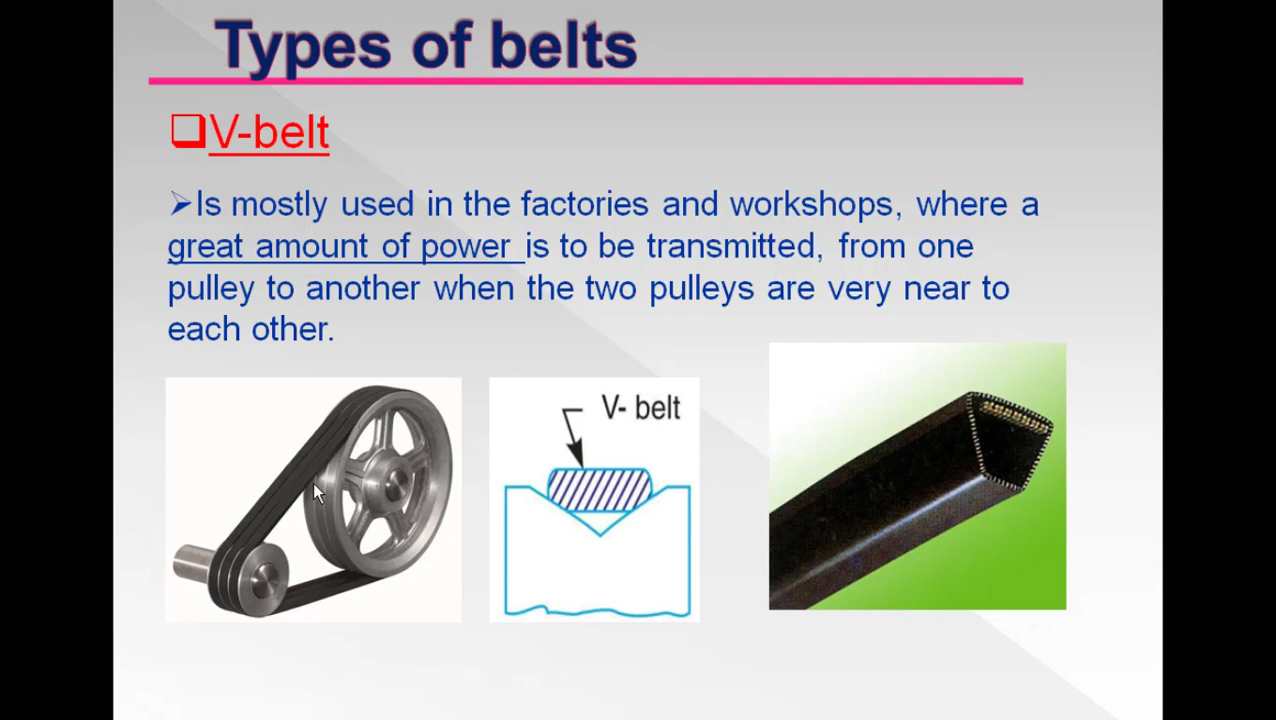 Types of belts
V-belt
Is mostly used in the factories and workshops, where a
great amount of power is to be transmitted, from one
pulley to another when the two pulleys are very near to
each other.
V- belt